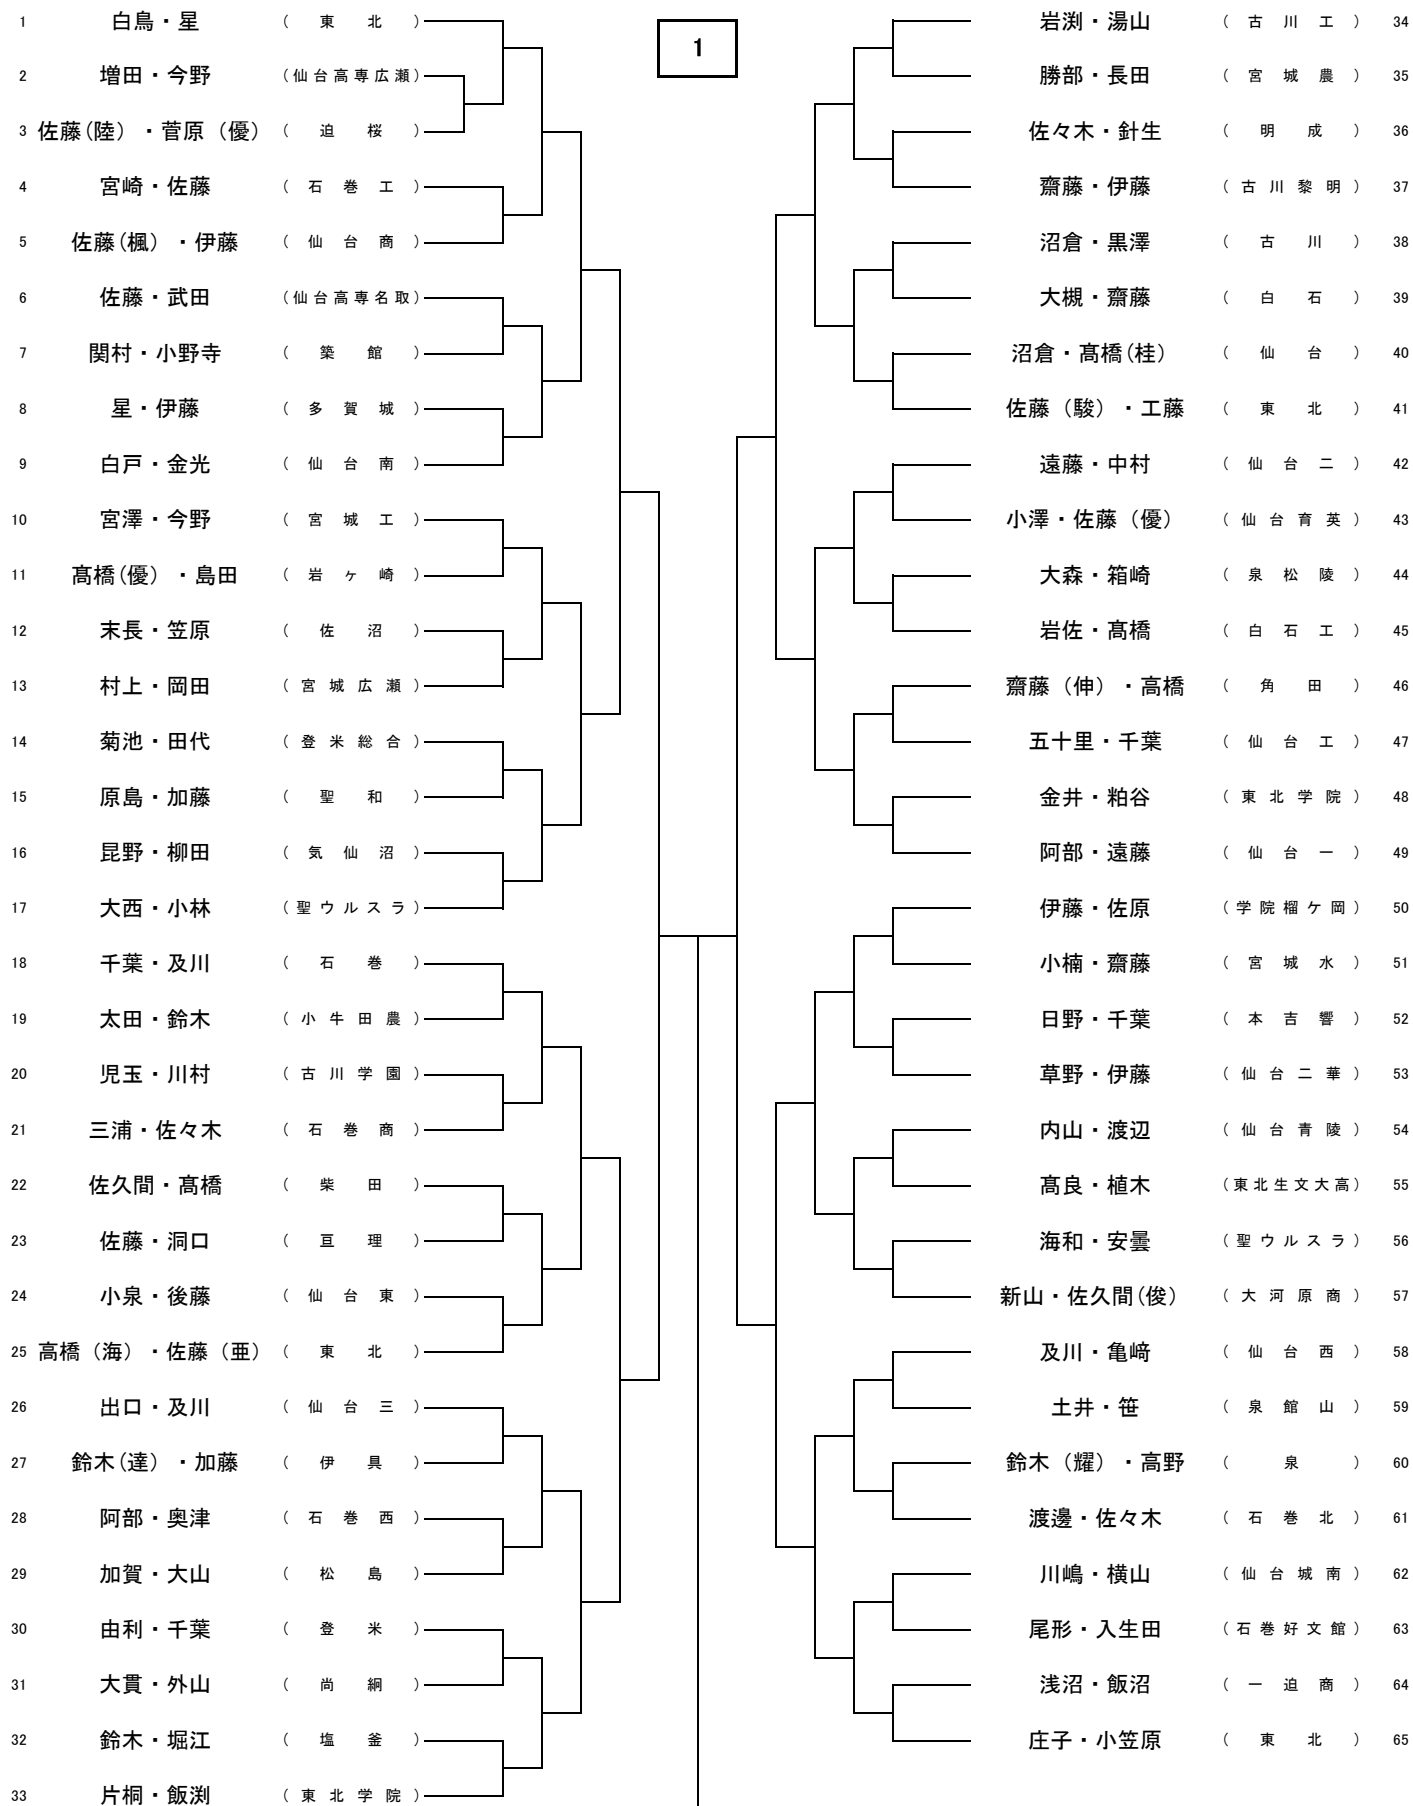 1
1 白鳥・星 (東北)
2 増田・今野 (仙台高専広瀬)
3 佐藤(陸)・菅原(優) (迫桜)
4 宮崎・佐藤 (石巻工)
5 佐藤(楓)・伊藤 (仙台商)
6 佐藤・武田 (仙台高専名取)
7 関村・小野寺 (築館)
8 星・伊藤 (多賀城)
9 白戸・金光 (仙台南)
10 宮澤・今野 (宮城工)
11 髙橋(優)・島田 (岩ヶ崎)
12 末長・笠原 (佐沼)
13 村上・岡田 (宮城広瀬)
14 菊池・田代 (登米総合)
15 原島・加藤 (聖和)
16 昆野・柳田 (気仙沼)
17 大西・小林 (聖ウルスラ)
18 千葉・及川 (石巻)
19 太田・鈴木 (小牛田農)
20 児玉・川村 (古川学園)
21 三浦・佐々木 (石巻商)
22 佐久間・髙橋 (柴田)
23 佐藤・洞口 (亘理)
24 小泉・後藤 (仙台東)
25 高橋(海)・佐藤(亜) (東北)
26 出口・及川 (仙台三)
27 鈴木(達)・加藤 (伊具)
28 阿部・奥津 (石巻西)
29 加賀・大山 (松島)
30 由利・千葉 (登米)
31 大貫・外山 (尚絅)
32 鈴木・堀江 (塩釜)
33 片桐・飯渕 (東北学院)
岩渕・湯山 (古川工) 34
勝部・長田 (宮城農) 35
佐々木・針生 (明成) 36
齋藤・伊藤 (古川黎明) 37
沼倉・黒澤 (古川) 38
大槻・齋藤 (白石) 39
沼倉・髙橋(桂) (仙台) 40
佐藤(駿)・工藤 (東北) 41
遠藤・中村 (仙台二) 42
小澤・佐藤(優) (仙台育英) 43
大森・箱崎 (泉松陵) 44
岩佐・髙橋 (白石工) 45
齋藤(伸)・高橋 (角田) 46
五十里・千葉 (仙台工) 47
金井・粕谷 (東北学院) 48
阿部・遠藤 (仙台一) 49
伊藤・佐原 (学院榴ケ岡) 50
小楠・齋藤 (宮城水) 51
日野・千葉 (本吉響) 52
草野・伊藤 (仙台二華) 53
内山・渡辺 (仙台青陵) 54
髙良・植木 (東北生文大高) 55
海和・安曇 (聖ウルスラ) 56
新山・佐久間(俊) (大河原商) 57
及川・亀﨑 (仙台西) 58
土井・笹 (泉館山) 59
鈴木(耀)・高野 (泉) 60
渡邊・佐々木 (石巻北) 61
川嶋・横山 (仙台城南) 62
尾形・入生田 (石巻好文館) 63
浅沼・飯沼 (一迫商) 64
庄子・小笠原 (東北) 65